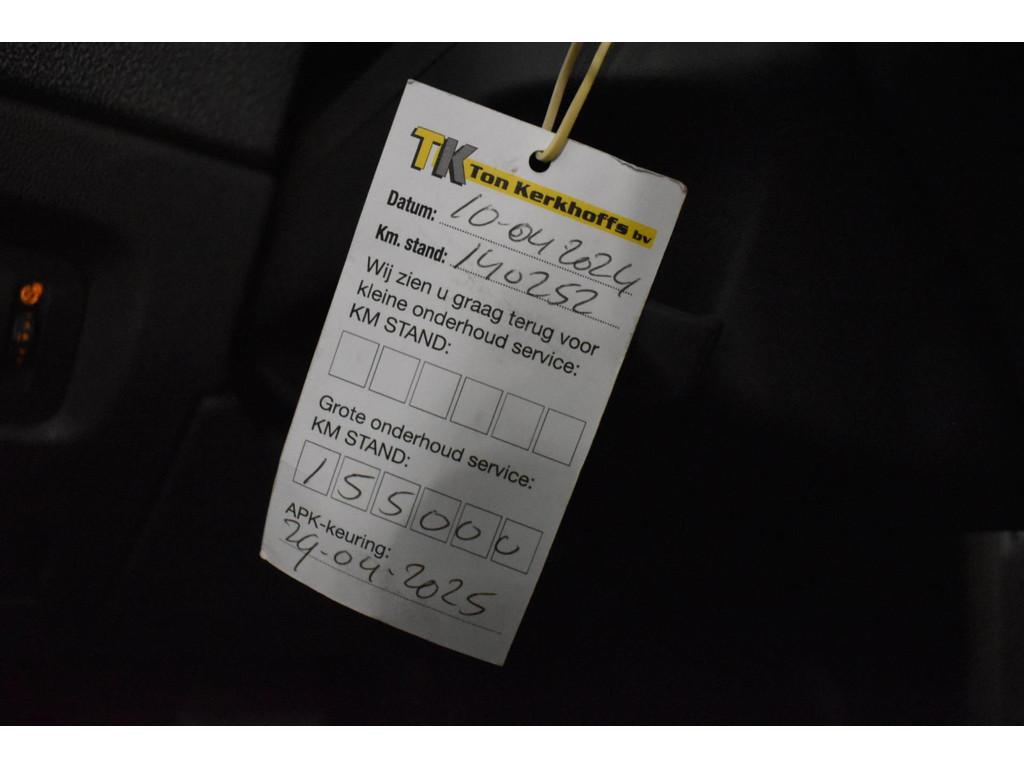 TK Ton Kerkhoffs bv
Datum: 10-04 2024
Km. stand: 140252
Wij zien u graag terug voor
kleine onderhoud service:
KM STAND:
Grote onderhoud service:
KM STAND:
155000
APK-keuring:
29-04-2025